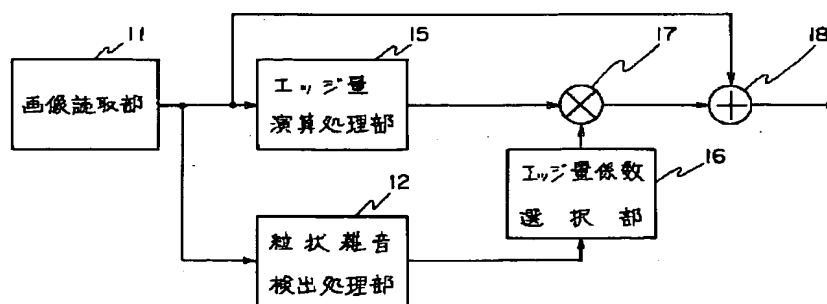 11
画像読取部
15
エッジ量
演算処理部
17
18
16
エッジ量係数
選択部
12
粒状雑音
検出処理部